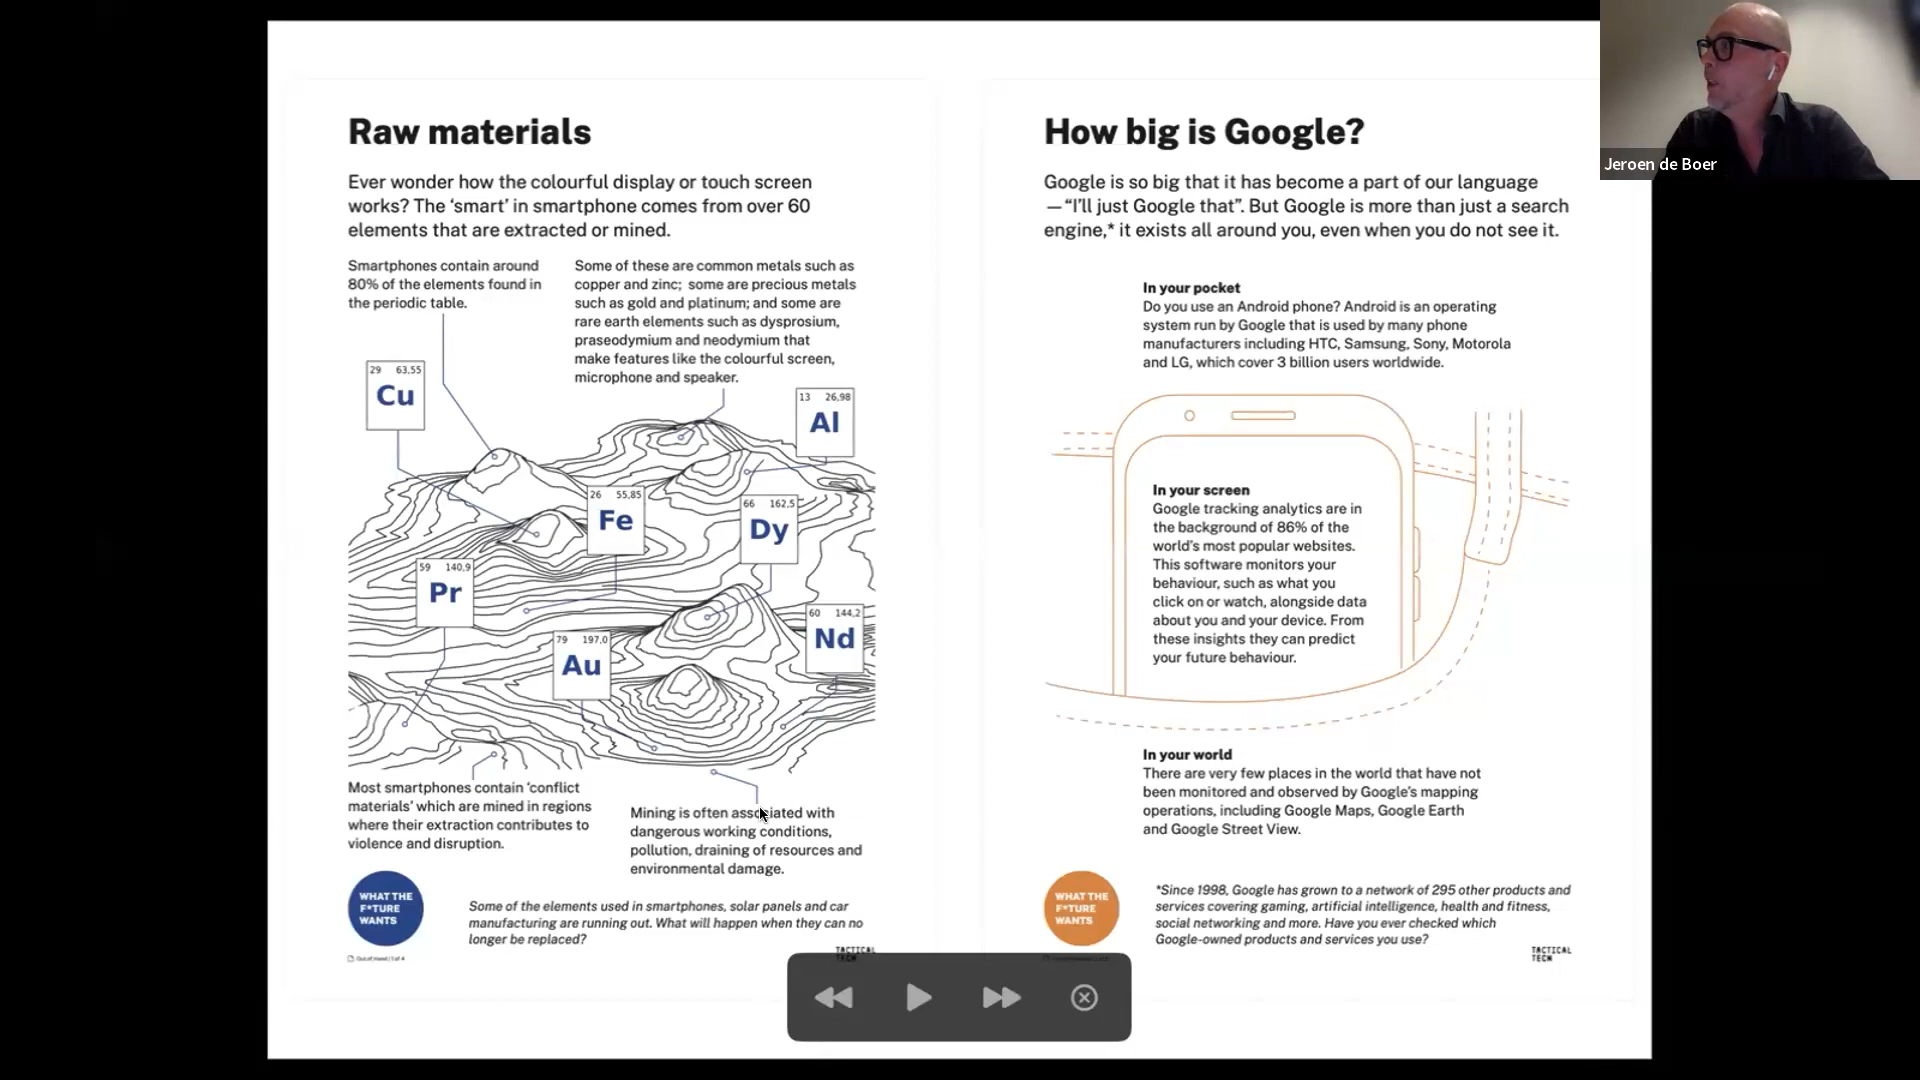 Raw materials
Ever wonder how the colourful display or touch screen
works? The ‘smart’ in smartphone comes from over 60
elements that are extracted or mined.
Smartphones contain around
80% of the elements found in
the periodic table.
Some of these are common metals such as
copper and zinc; some are precious metals
such as gold and platinum; and some are
rare earth elements such as dysprosium,
praseodymium and neodymium that
make features like the colourful screen,
microphone and speaker.
29 63,55
Cu
13 26,98
Al
26 55,85
Fe
66 162,5
Dy
59 140,9
Pr
60 144,2
Nd
79 197,0
Au
Most smartphones contain ‘conflict
materials’ which are mined in regions
where their extraction contributes to
violence and disruption.
Mining is often associated with
dangerous working conditions,
pollution, draining of resources and
environmental damage.
WHAT THE
F*TURE
WANTS
Some of the elements used in smartphones, solar panels and car
manufacturing are running out. What will happen when they can no
longer be replaced?
TACTICAL
TECH
How big is Google?
Google is so big that it has become a part of our language
—“I’ll just Google that”. But Google is more than just a search
engine,* it exists all around you, even when you do not see it.
In your pocket
Do you use an Android phone? Android is an operating
system run by Google that is used by many phone
manufacturers including HTC, Samsung, Sony, Motorola
and LG, which cover 3 billion users worldwide.
In your screen
Google tracking analytics are in
the background of 86% of the
world’s most popular websites.
This software monitors your
behaviour, such as what you
click on or watch, alongside data
about you and your device. From
these insights they can predict
your future behaviour.
In your world
There are very few places in the world that have not
been monitored and observed by Google’s mapping
operations, including Google Maps, Google Earth
and Google Street View.
WHAT THE
F*TURE
WANTS
*Since 1998, Google has grown to a network of 295 other products and
services covering gaming, artificial intelligence, health and fitness,
social networking and more. Have you ever checked which
Google-owned products and services you use?
TACTICAL
TECH
Jeroen de Boer